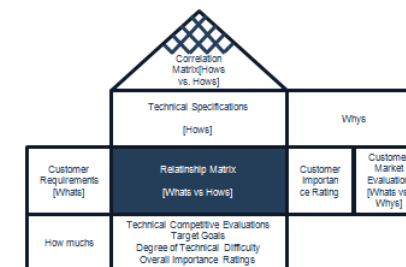 Correlation
Matrix[Hows
vs. Hows]
Technical Specifications
[Hows]
Whys
Customer
Requirements
[Whats]
Relatinship Matrix
[Whats vs Hows]
Customer
Importan
ce Rating
Customer
Market
Evaluation
[Whats vs.
Whys]
How muchs
Technical Competitive Evaluations
Target Goals
Degree of Technical Difficulty
Overall Importance Ratings